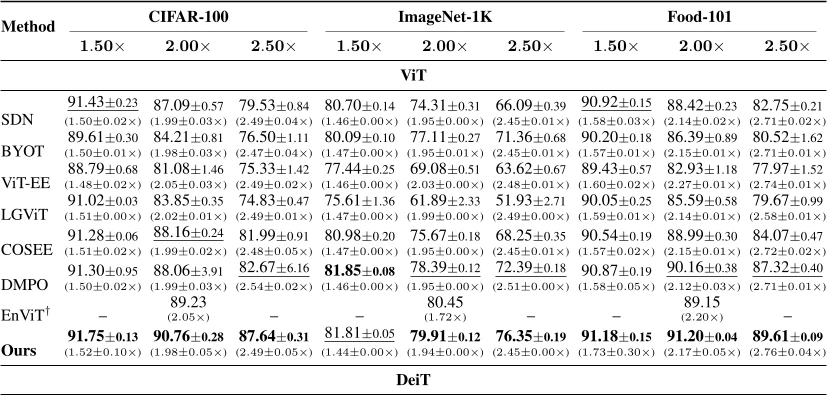 Method CIFAR-100 ImageNet-1K Food-101
1.50× 2.00× 2.50× 1.50× 2.00× 2.50× 1.50× 2.00× 2.50×
ViT
SDN 91.43±0.23 87.09±0.57 79.53±0.84 80.70±0.14 74.31±0.31 66.09±0.39 90.92±0.15 88.42±0.23 82.75±0.21
(1.50±0.02×) (1.99±0.03×) (2.49±0.04×) (1.46±0.00×) (1.95±0.00×) (2.45±0.01×) (1.58±0.03×) (2.14±0.02×) (2.71±0.02×)
BYOT 89.61±0.30 84.21±0.81 76.50±1.11 80.09±0.10 77.11±0.27 71.36±0.68 90.20±0.18 86.39±0.89 80.52±1.62
(1.50±0.01×) (1.98±0.03×) (2.47±0.04×) (1.47±0.00×) (1.95±0.01×) (2.45±0.01×) (1.57±0.01×) (2.15±0.01×) (2.71±0.01×)
ViT-EE 88.79±0.68 81.08±1.46 75.33±1.42 77.44±0.25 69.08±0.51 63.62±0.67 89.43±0.57 82.93±1.18 77.97±1.52
(1.48±0.02×) (2.05±0.03×) (2.49±0.02×) (1.46±0.00×) (2.03±0.00×) (2.48±0.01×) (1.60±0.02×) (2.27±0.01×) (2.74±0.01×)
LGViT 91.02±0.03 83.85±0.35 74.83±0.47 75.61±1.36 61.89±2.33 51.93±2.71 90.05±0.25 85.59±0.58 79.67±0.99
(1.51±0.00×) (2.02±0.01×) (2.49±0.01×) (1.47±0.00×) (1.99±0.00×) (2.49±0.00×) (1.59±0.01×) (2.14±0.01×) (2.58±0.01×)
COSEE 91.28±0.06 88.16±0.24 81.99±0.91 80.98±0.20 75.67±0.18 68.25±0.35 90.54±0.19 88.99±0.30 84.07±0.47
(1.51±0.02×) (1.99±0.02×) (2.48±0.05×) (1.47±0.00×) (1.95±0.00×) (2.45±0.01×) (1.57±0.02×) (2.15±0.02×) (2.72±0.02×)
DMPO 91.30±0.95 88.06±3.91 82.67±6.16 81.85±0.08 78.39±0.12 72.39±0.18 90.87±0.19 90.16±0.38 87.32±0.40
(1.50±0.02×) (1.99±0.03×) (2.54±0.02×) (1.46±0.00×) (1.95±0.00×) (2.51±0.00×) (1.58±0.05×) (2.12±0.03×) (2.71±0.01×)
EnViT† – 89.23 – – 80.45 – – 89.15 –
(2.05×) (1.72×) (2.20×)
Ours 91.75±0.13 90.76±0.28 87.64±0.31 81.81±0.05 79.91±0.12 76.35±0.19 91.18±0.15 91.20±0.04 89.61±0.09
(1.52±0.10×) (1.98±0.05×) (2.49±0.05×) (1.44±0.00×) (1.94±0.00×) (2.45±0.00×) (1.73±0.30×) (2.17±0.05×) (2.76±0.04×)
DeiT